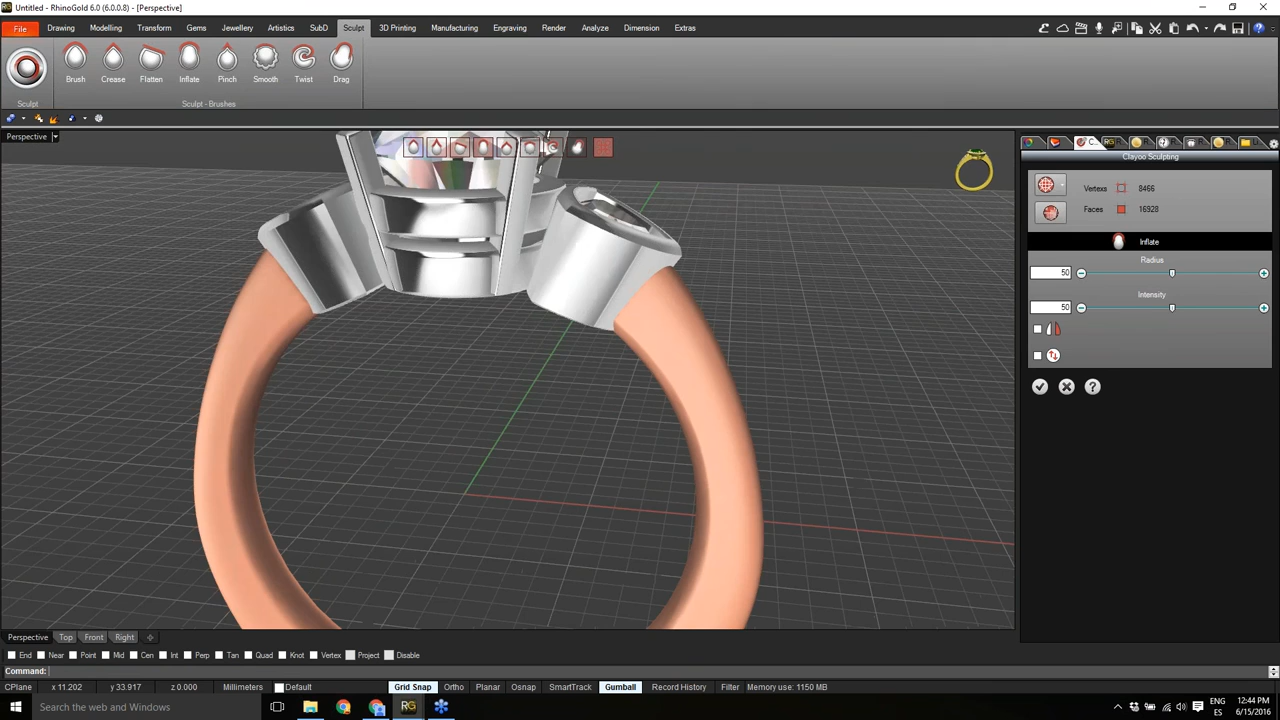 RG Untitled - RhinoGold 6.0 (6.0.0.8) - [Perspective]
File Drawing Modelling Transform Gems Jewellery Artistics SubD Sculpt 3D Printing Manufacturing Engraving Render Analyze Dimension Extras
Sculpt Brush Crease Flatten Inflate Pinch Smooth Twist Drag
Sculpt Sculpt - Brushes
Perspective
Clayoo Sculpting
Vertexs 8466
Faces 16928
Inflate
Radius
50
Intensity
50
Perspective Top Front Right
End Near Point Mid Cen Int Perp Tan Quad Knot Vertex Project Disable
Command:
CPlane x 11.202 y 33.917 z 0.000 Millimeters Default Grid Snap Ortho Planar Osnap SmartTrack Gumball Record History Filter Memory use: 1150 MB
Search the web and Windows RG ENG 12:44 PM
ES 6/15/2016